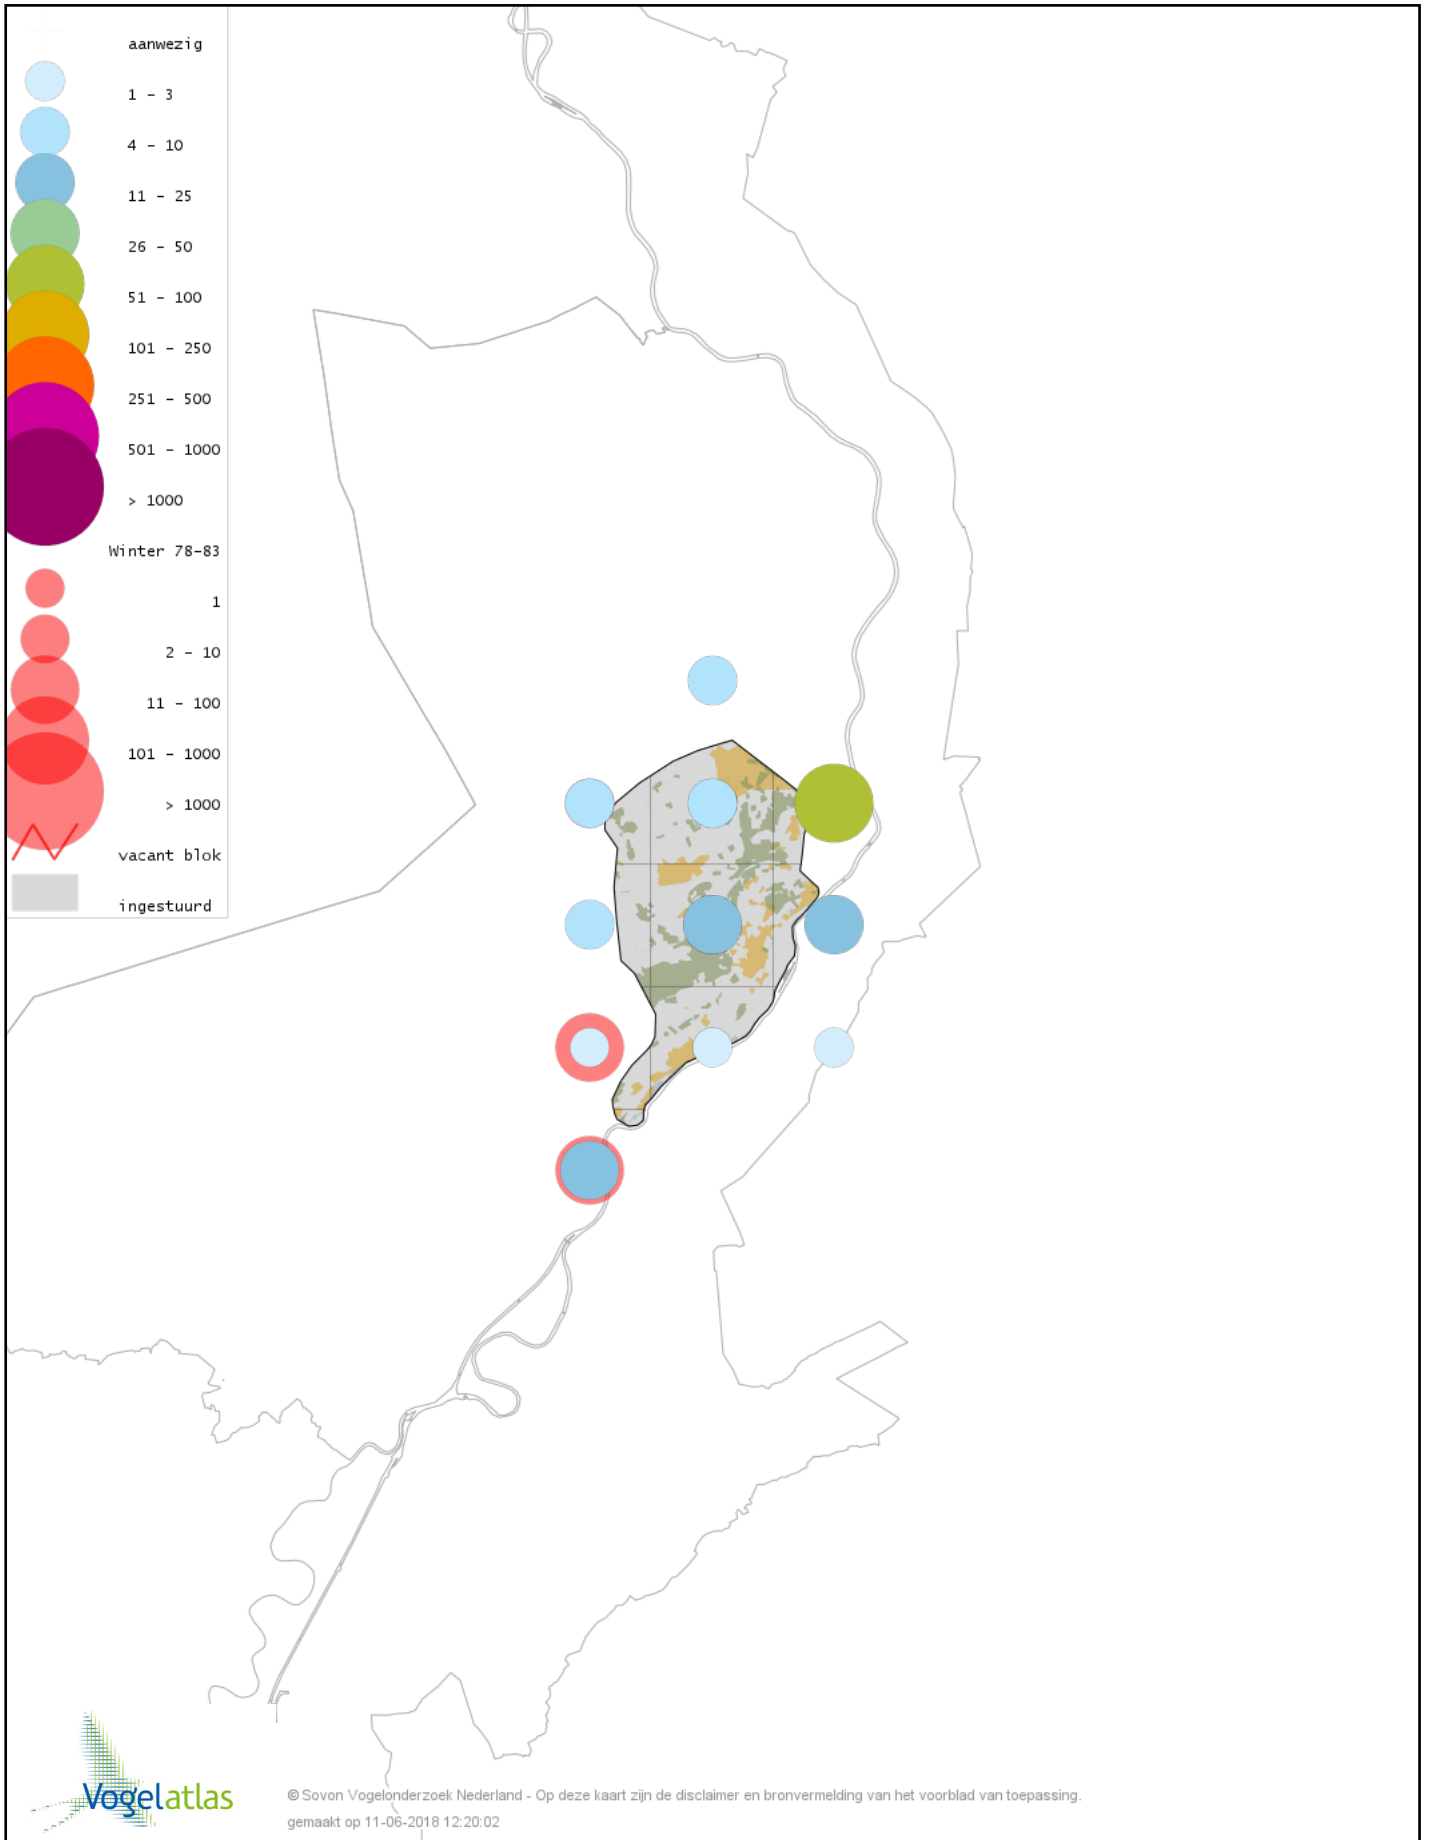 aanwezig
1 - 3
4 - 10
11 - 25
26 - 50
51 - 100
101 - 250
251 - 500
501 - 1000
> 1000
Winter 78-83
1
2 - 10
11 - 100
101 - 1000
> 1000
vacant blok
ingestuurd
Vogelatlas
© Sovon Vogelonderzoek Nederland - Op deze kaart zijn de disclaimer en bronvermelding van het voorblad van toepassing.
gemaakt op 11-06-2018 12:20:02